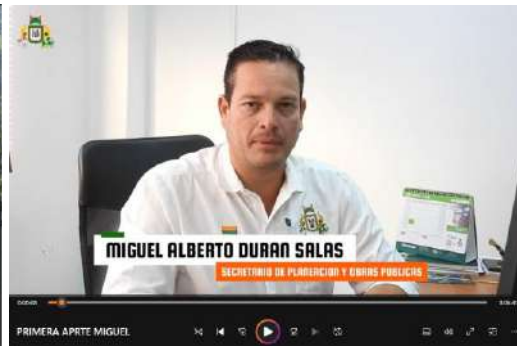 MIGUEL ALBERTO DURAN SALAS
SECRETARIO DE PLANEACION Y OBRAS PUBLICAS
PRIMERA APRTE MIGUEL